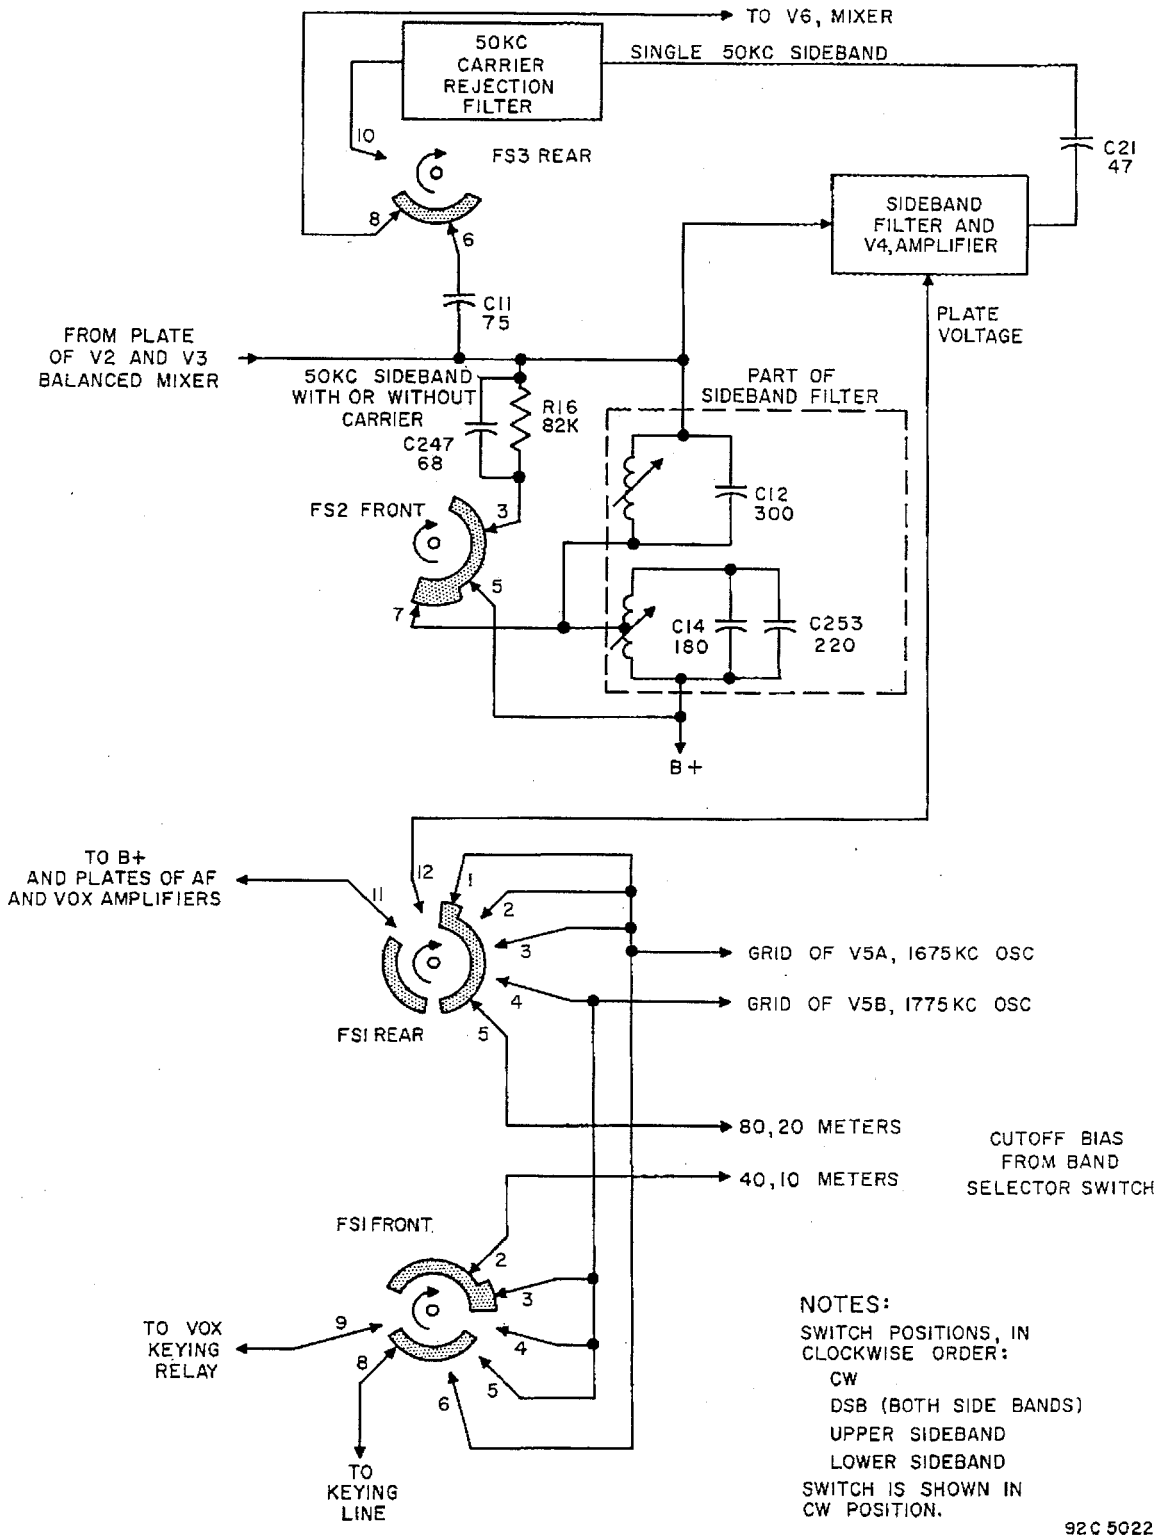 TO V6, MIXER
50KC
CARRIER
REJECTION
FILTER
SINGLE 50KC SIDEBAND
10
FS3 REAR
C21
47
8
6
SIDEBAND
FILTER AND
V4, AMPLIFIER
C11
75
PLATE
VOLTAGE
FROM PLATE
OF V2 AND V3
BALANCED MIXER
50KC SIDEBAND
WITH OR WITHOUT
CARRIER
PART OF
SIDEBAND FILTER
R16
82K
C247
68
C12
300
FS2 FRONT
3
5
7
C14
180
C253
220
B+
TO B+
AND PLATES OF AF
AND VOX AMPLIFIERS
11
12
1
2
3
4
5
GRID OF V5A, 1675KC OSC
GRID OF V5B, 1775KC OSC
FS1 REAR
80,20 METERS
40,10 METERS
CUTOFF BIAS
FROM BAND
SELECTOR SWITCH
FS1 FRONT
2
3
4
5
6
8
9
TO VOX
KEYING
RELAY
TO
KEYING
LINE
NOTES:
SWITCH POSITIONS, IN
CLOCKWISE ORDER:
CW
DSB (BOTH SIDE BANDS)
UPPER SIDEBAND
LOWER SIDEBAND
SWITCH IS SHOWN IN
CW POSITION.
92C5022